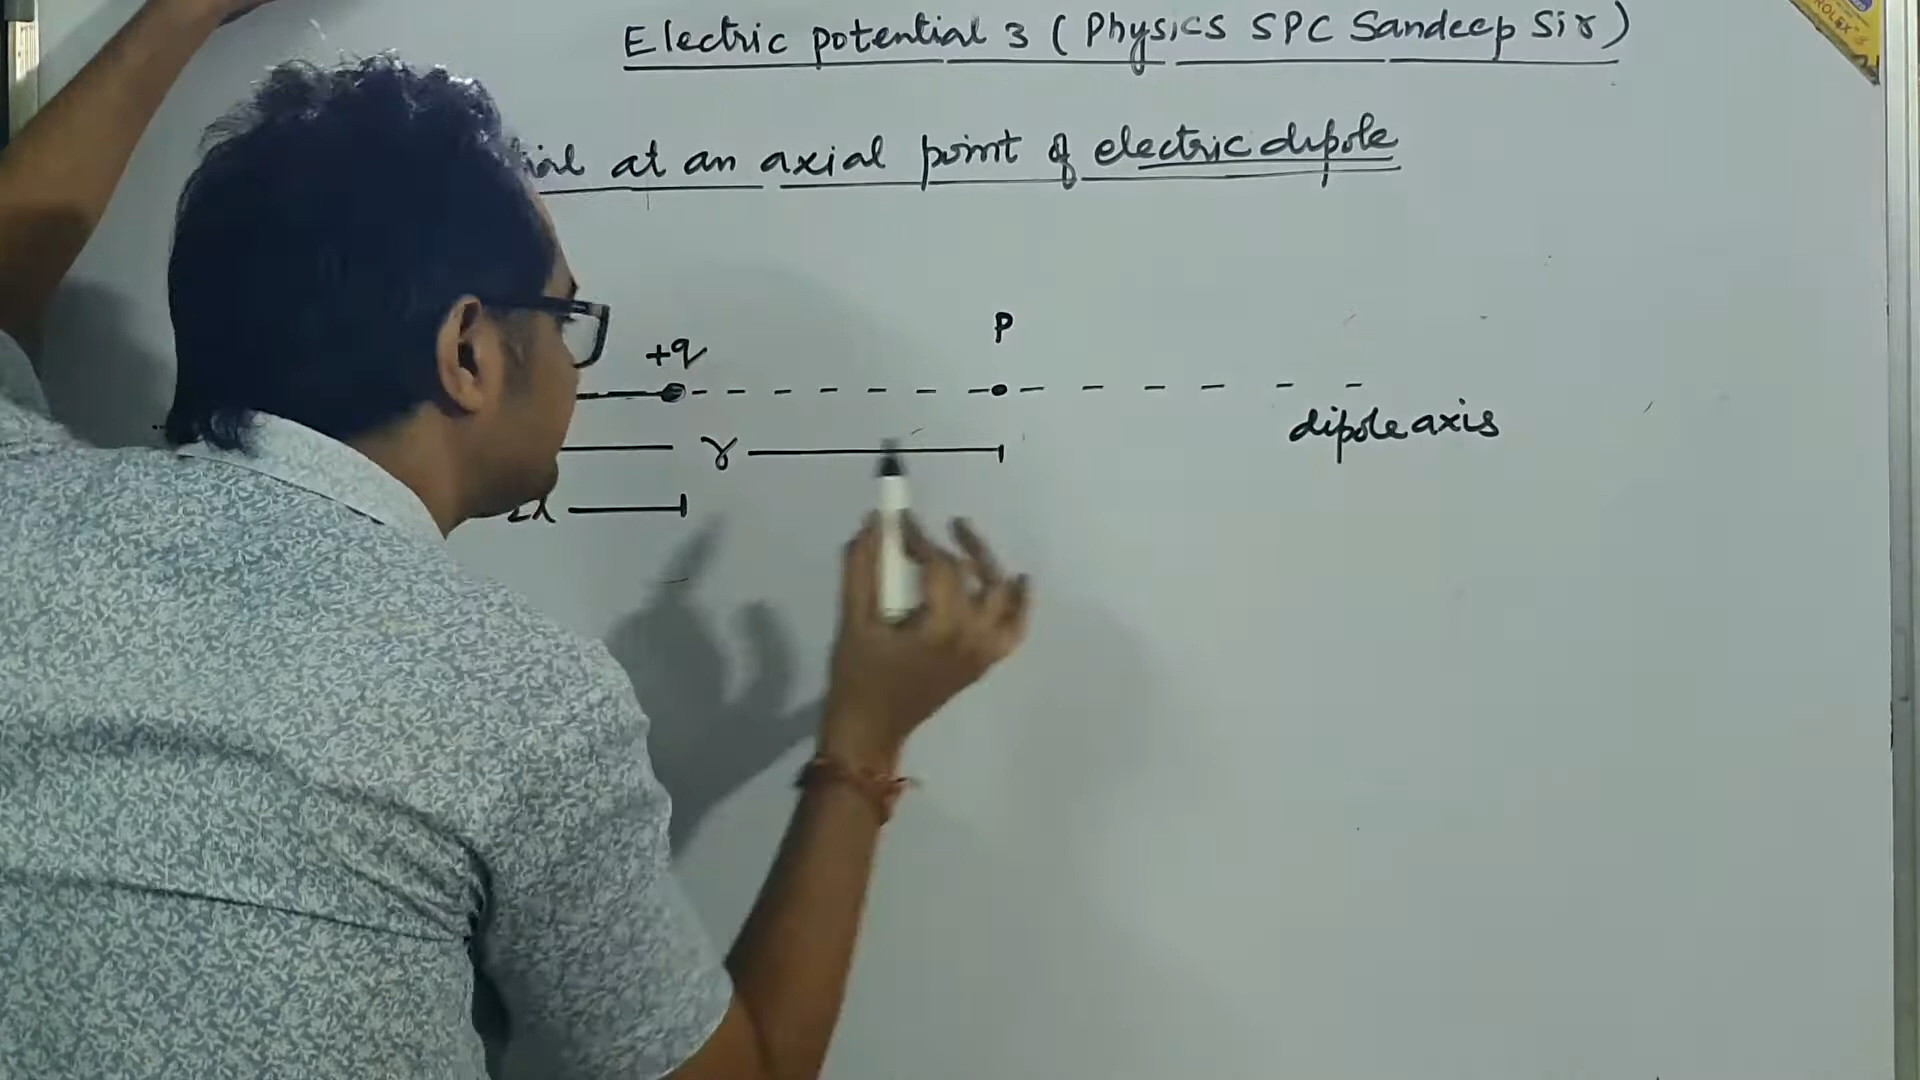 Electric potential 3 (Physics SPC Sandeep Sir)
at an axial point of electric dipole
P
+q
dipole axis
r